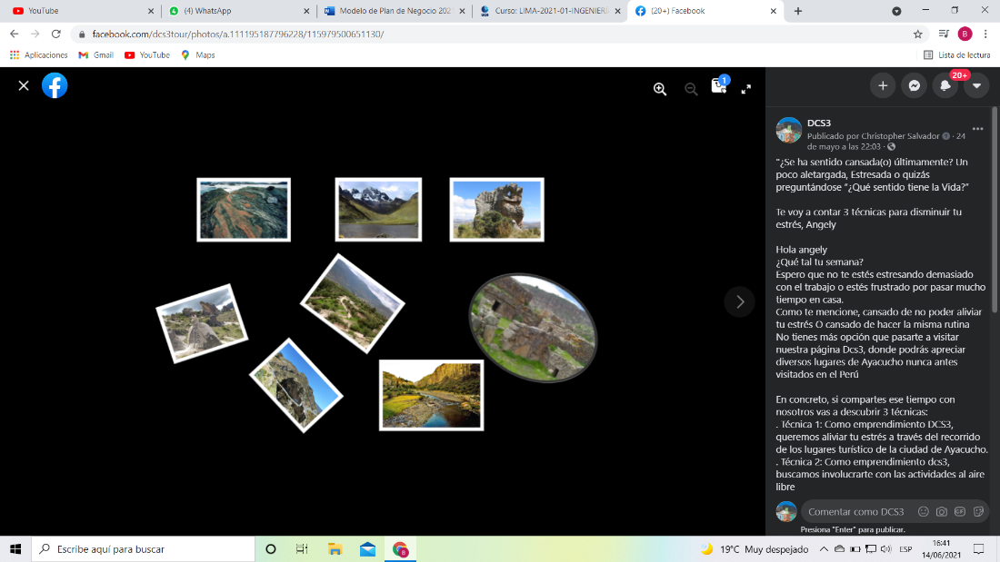 YouTube
(4) WhatsApp
Modelo de Plan de Negocio 2021
Curso: LIMA-2021-01-INGENIERÍA
(20+) Facebook
B
facebook.com/dcs3tour/photos/a.111195187796228/115979500651130/
Aplicaciones
Gmail
YouTube
Maps
Lista de lectura
1
20+
DCS3
Publicado por Christopher Salvador · 24
de mayo a las 22:03 ·
"¿Se ha sentido cansada(o) últimamente? Un
poco aletargada, Estresada o quizás
preguntándose “¿Qué sentido tiene la Vida?”
Te voy a contar 3 técnicas para disminuir tu
estrés, Angely
Hola angely
¿Qué tal tu semana?
Espero que no te estés estresando demasiado
con el trabajo o estés frustrado por pasar mucho
tiempo en casa.
Como te mencione, cansado de no poder aliviar
tu estrés O cansado de hacer la misma rutina
No tienes más opción que pasarte a visitar
nuestra página Dcs3, donde podrás apreciar
diversos lugares de Ayacucho nunca antes
visitados en el Perú
En concreto, si compartes ese tiempo con
nosotros vas a descubrir 3 técnicas:
. Técnica 1: Como emprendimiento DCS3,
queremos aliviar tu estrés a través del recorrido
de los lugares turístico de la ciudad de Ayacucho.
. Técnica 2: Como emprendimiento dcs3,
buscamos involucrarte con las actividades al aire
libre
Comentar como DCS3
GIF
Presiona "Enter" para publicar.
Escribe aquí para buscar
B
19°C Muy despejado
ESP
16:41
14/06/2021